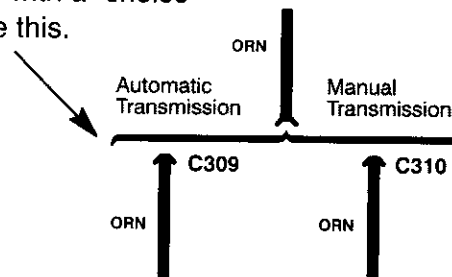 with a choice
e this.
ORN
Automatic
Transmission
Manual
Transmission
C309
C310
ORN
ORN